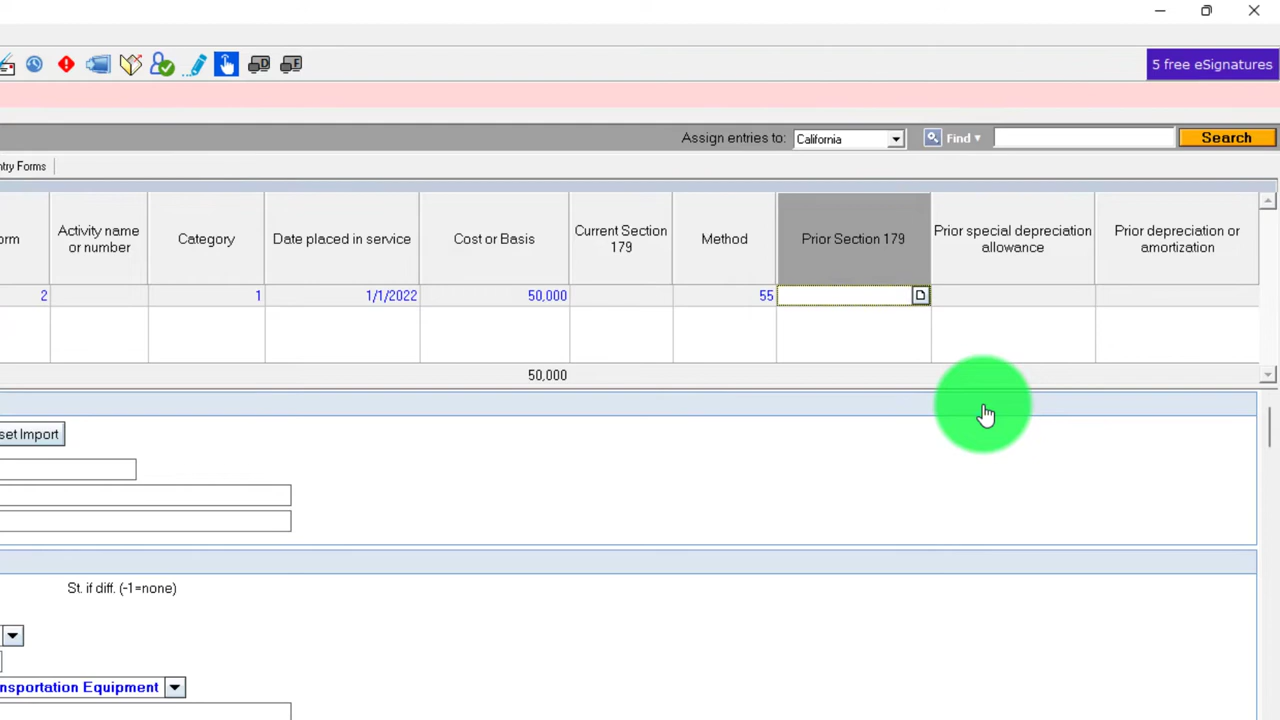 5 free eSignatures
Assign entries to: California Find Search
ntry Forms
orm
Activity name
or number
Category
Date placed in service
Cost or Basis
Current Section
179
Method
Prior Section 179
Prior special depreciation
allowance
Prior depreciation or
amortization
2 1 1/1/2022 50,000 55
50,000
set Import
St. if diff. (-1=none)
nsportation Equipment